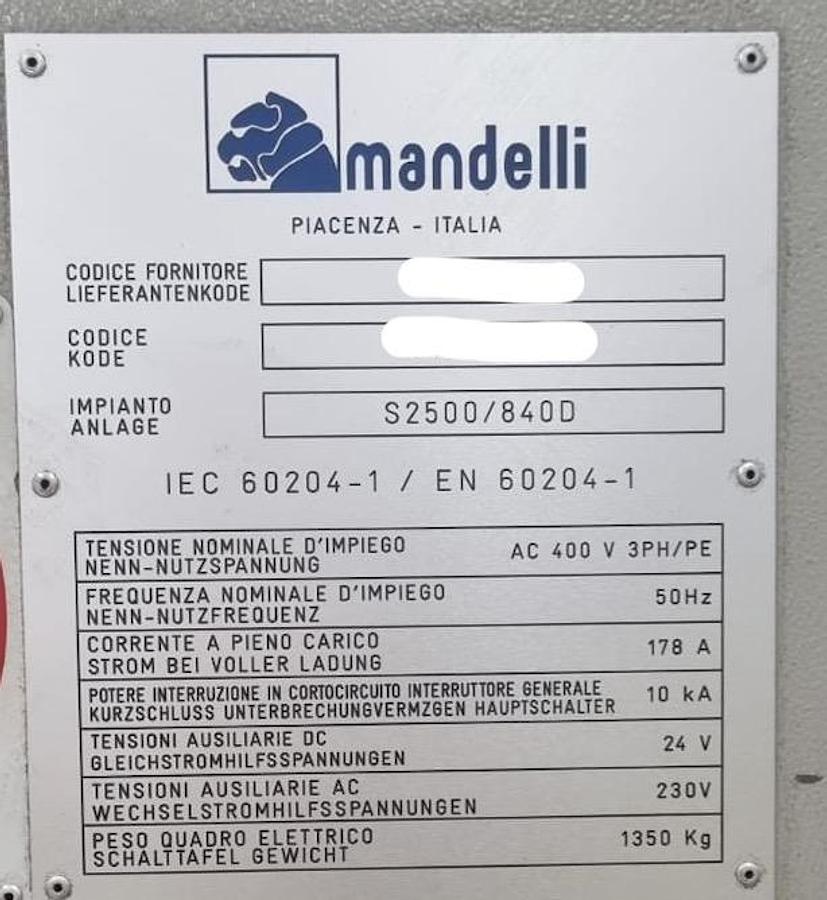 mandelli
PIACENZA - ITALIA
CODICE FORNITORE
LIEFERANTENKODE
CODICE
KODE
IMPIANTO
ANLAGE
S2500/840D
IEC 60204-1 / EN 60204-1
TENSIONE NOMINALE D'IMPIEGO
NENN-NUTZSPANNUNG
AC 400 V 3PH/PE
FREQUENZA NOMINALE D'IMPIEGO
NENN-NUTZFREQUENZ
50Hz
CORRENTE A PIENO CARICO
STROM BEI VOLLER LADUNG
178 A
POTERE INTERRUZIONE IN CORTOCIRCUITO INTERRUTTORE GENERALE
KURZSCHLUSS UNTERBRECHUNGVERMZGEN HAUPTSCHALTER
10 kA
TENSIONI AUSILIARIE DC
GLEICHSTROMHILFSSPANNUNGEN
24 V
TENSIONI AUSILIARIE AC
WECHSELSTROMHILFSSPANNUNGEN
230V
PESO QUADRO ELETTRICO
SCHALTTAFEL GEWICHT
1350 Kg